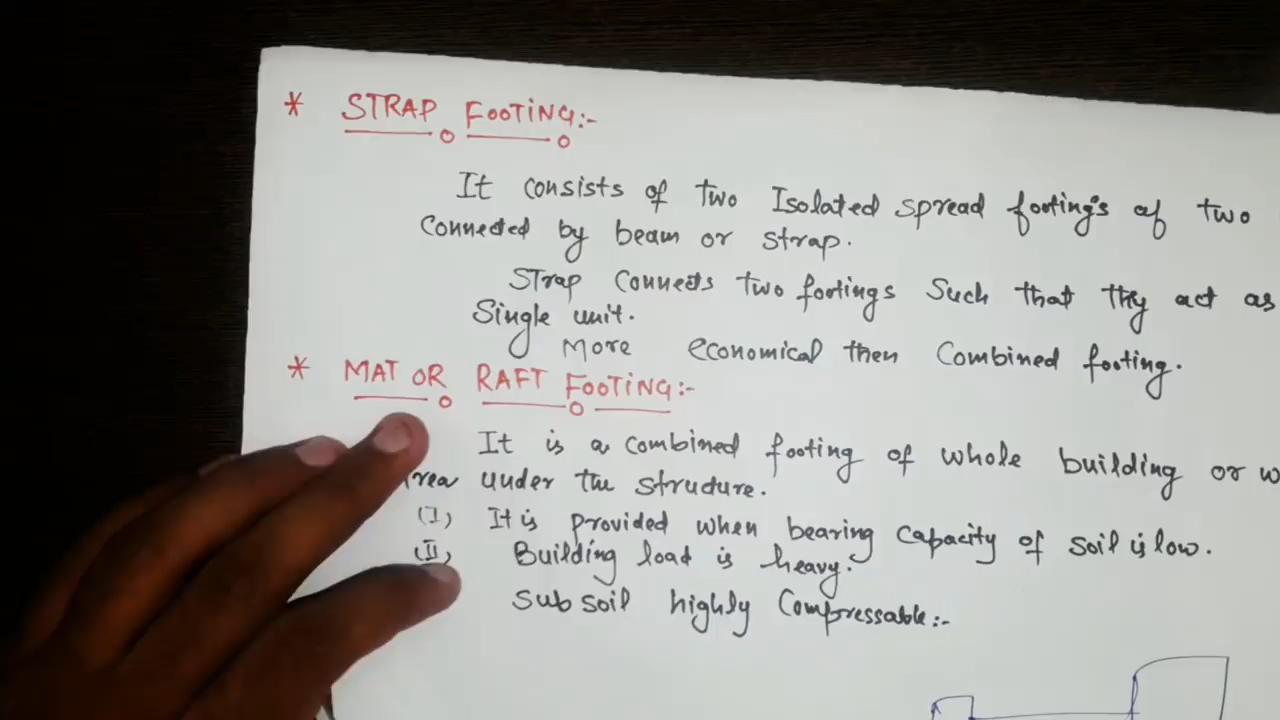 * STRAP FOOTING:-
It consists of two Isolated spread footing's of two
Connected by beam or strap.
Strap Connects two footings Such that they act as
Single unit.
More economical then Combined footing.
* MAT OR RAFT FOOTING:-
It is a combined footing of whole building or
Area under the structure.
(I) It is provided when bearing capacity of soil is low.
(II) Building load is heavy.
Sub soil highly Compressable:-